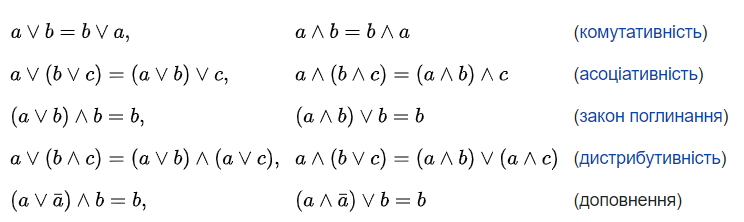 a ∨ b = b ∨ a, a ∧ b = b ∧ a (комутативність)
a ∨ (b ∨ c) = (a ∨ b) ∨ c, a ∧ (b ∧ c) = (a ∧ b) ∧ c (асоціативність)
(a ∨ b) ∧ b = b, (a ∧ b) ∨ b = b (закон поглинання)
a ∨ (b ∧ c) = (a ∨ b) ∧ (a ∨ c), a ∧ (b ∨ c) = (a ∧ b) ∨ (a ∧ c) (дистрибутивність)
(a ∨ ā) ∧ b = b, (a ∧ ā) ∨ b = b (доповнення)